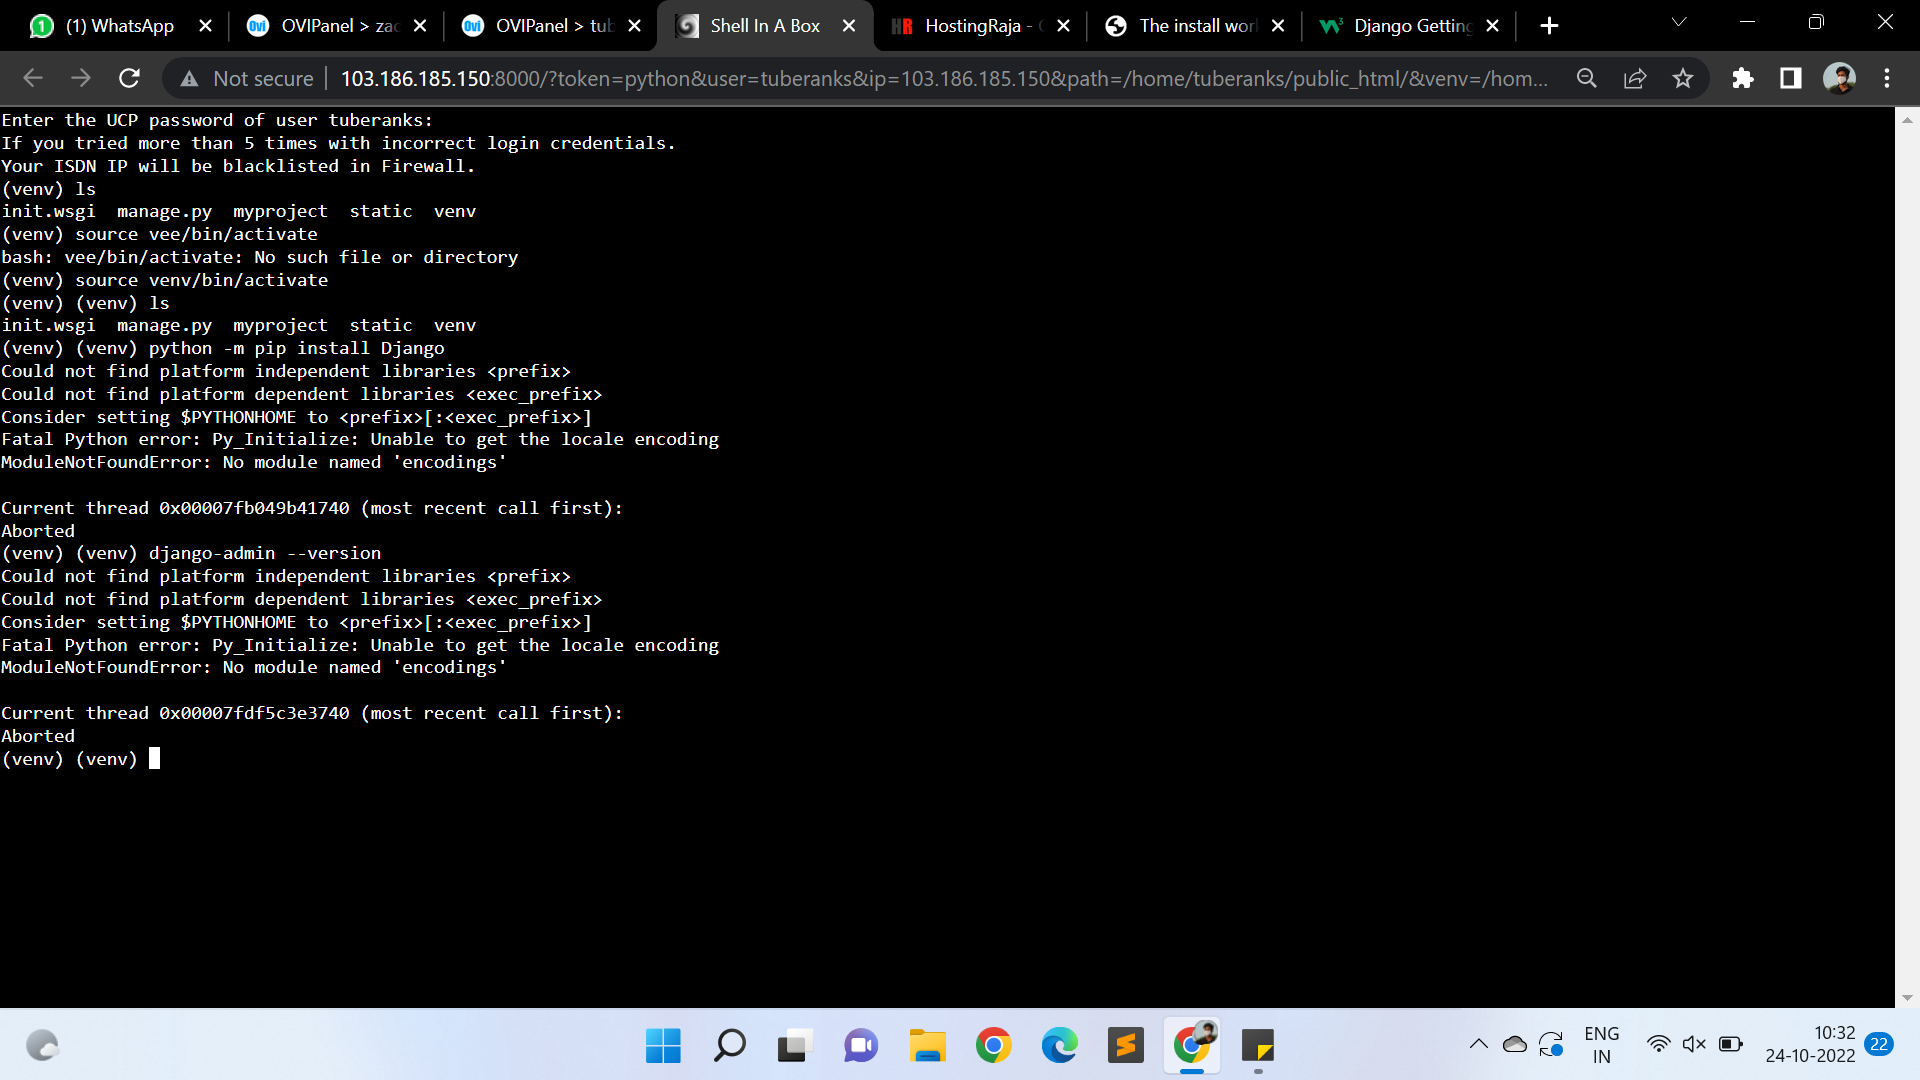 (1) WhatsApp
OVIPanel > zac
OVIPanel > tub
Shell In A Box
HostingRaja -
The install wor
Django Getting
Not secure
103.186.185.150:8000/?token=python&user=tuberanks&ip=103.186.185.150&path=/home/tuberanks/public_html/&venv=/hom...
Enter the UCP password of user tuberanks:
If you tried more than 5 times with incorrect login credentials.
Your ISDN IP will be blacklisted in Firewall.
(venv) ls
init.wsgi  manage.py  myproject  static  venv
(venv) source vee/bin/activate
bash: vee/bin/activate: No such file or directory
(venv) source venv/bin/activate
(venv) (venv) ls
init.wsgi  manage.py  myproject  static  venv
(venv) (venv) python -m pip install Django
Could not find platform independent libraries <prefix>
Could not find platform dependent libraries <exec_prefix>
Consider setting $PYTHONHOME to <prefix>[:<exec_prefix>]
Fatal Python error: Py_Initialize: Unable to get the locale encoding
ModuleNotFoundError: No module named 'encodings'
Current thread 0x00007fb049b41740 (most recent call first):
Aborted
(venv) (venv) django-admin --version
Could not find platform independent libraries <prefix>
Could not find platform dependent libraries <exec_prefix>
Consider setting $PYTHONHOME to <prefix>[:<exec_prefix>]
Fatal Python error: Py_Initialize: Unable to get the locale encoding
ModuleNotFoundError: No module named 'encodings'
Current thread 0x00007fdf5c3e3740 (most recent call first):
Aborted
(venv) (venv)
ENG
IN
10:32
24-10-2022
22